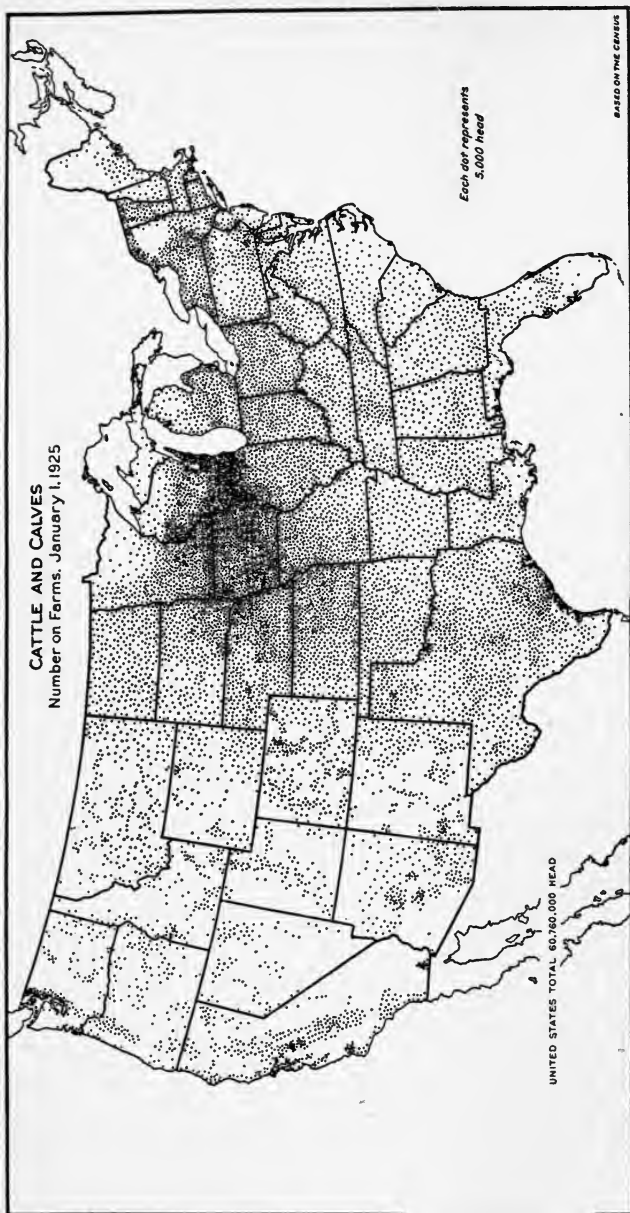 CATTLE AND CALVES
Number on Farms, January 1, 1925
Each dot represents
5,000 head
UNITED STATES TOTAL 60,760,000 HEAD
BASED ON THE CENSUS